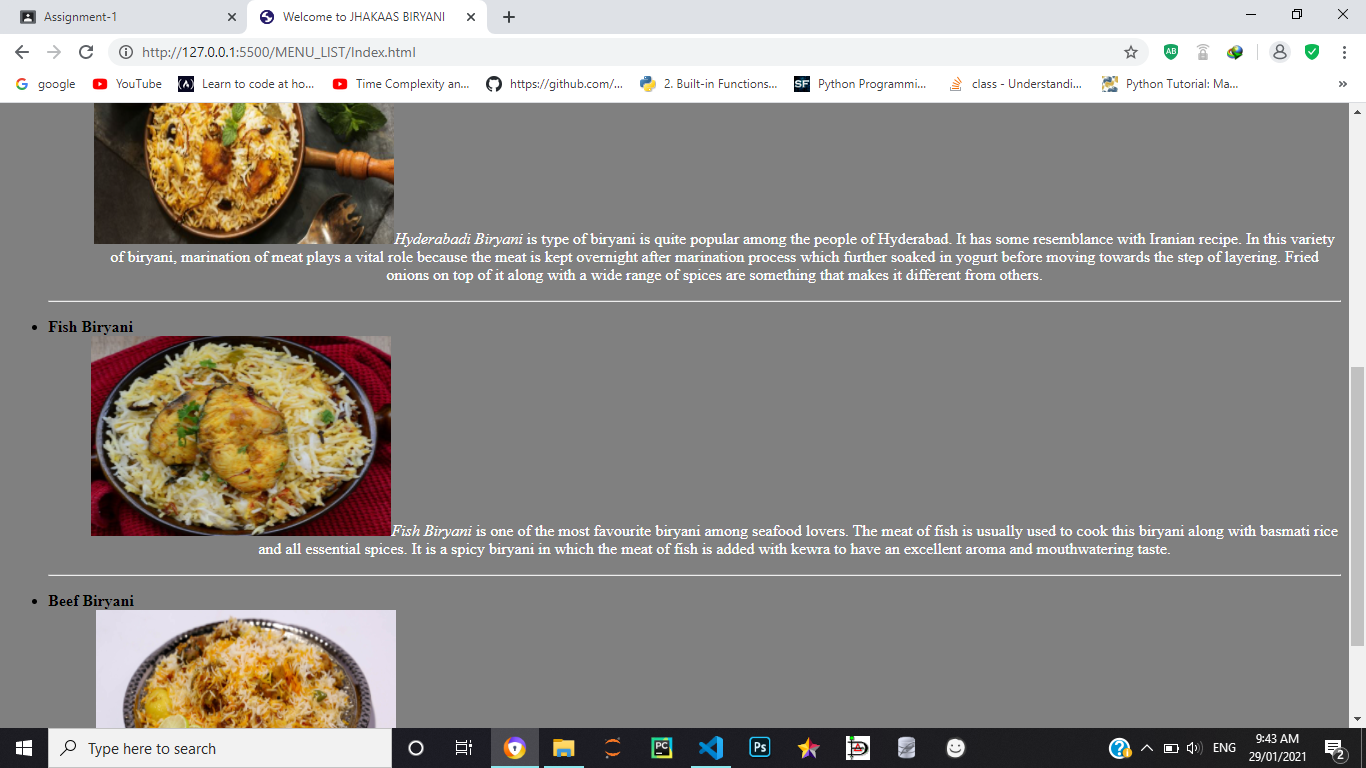 Assignment-1
Welcome to JHAKAAS BIRYANI
http://127.0.0.1:5500/MENU_LIST/Index.html
google
YouTube
Learn to code at ho...
Time Complexity an...
https://github.com/...
2. Built-in Functions...
SF
Python Programmi...
class - Understandi...
Python Tutorial: Ma...
Hyderabadi Biryani is type of biryani is quite popular among the people of Hyderabad. It has some resemblance with Iranian recipe. In this variety
of biryani, marination of meat plays a vital role because the meat is kept overnight after marination process which further soaked in yogurt before moving towards the step of layering. Fried
onions on top of it along with a wide range of spices are something that makes it different from others.
• Fish Biryani
Fish Biryani is one of the most favourite biryani among seafood lovers. The meat of fish is usually used to cook this biryani along with basmati rice
and all essential spices. It is a spicy biryani in which the meat of fish is added with kewra to have an excellent aroma and mouthwatering taste.
• Beef Biryani
Type here to search
PC
Ps
ENG
9:43 AM
29/01/2021
2